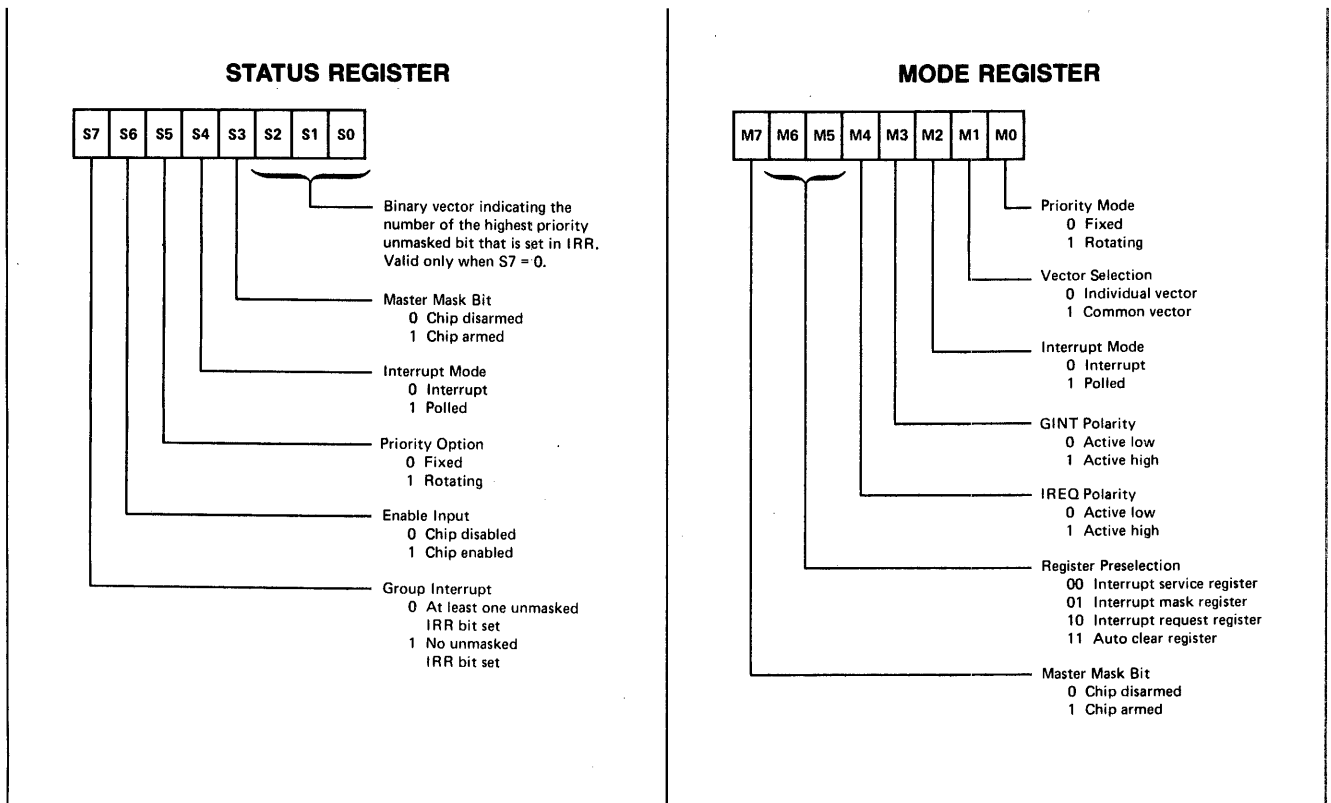 STATUS REGISTER
S7 S6 S5 S4 S3 S2 S1 S0
Binary vector indicating the
number of the highest priority
unmasked bit that is set in IRR.
Valid only when S7 = 0.
Master Mask Bit
0 Chip disarmed
1 Chip armed
Interrupt Mode
0 Interrupt
1 Polled
Priority Option
0 Fixed
1 Rotating
Enable Input
0 Chip disabled
1 Chip enabled
Group Interrupt
0 At least one unmasked
IRR bit set
1 No unmasked
IRR bit set
MODE REGISTER
M7 M6 M5 M4 M3 M2 M1 M0
Priority Mode
0 Fixed
1 Rotating
Vector Selection
0 Individual vector
1 Common vector
Interrupt Mode
0 Interrupt
1 Polled
GINT Polarity
0 Active low
1 Active high
IREQ Polarity
0 Active low
1 Active high
Register Preselection
00 Interrupt service register
01 Interrupt mask register
10 Interrupt request register
11 Auto clear register
Master Mask Bit
0 Chip disarmed
1 Chip armed